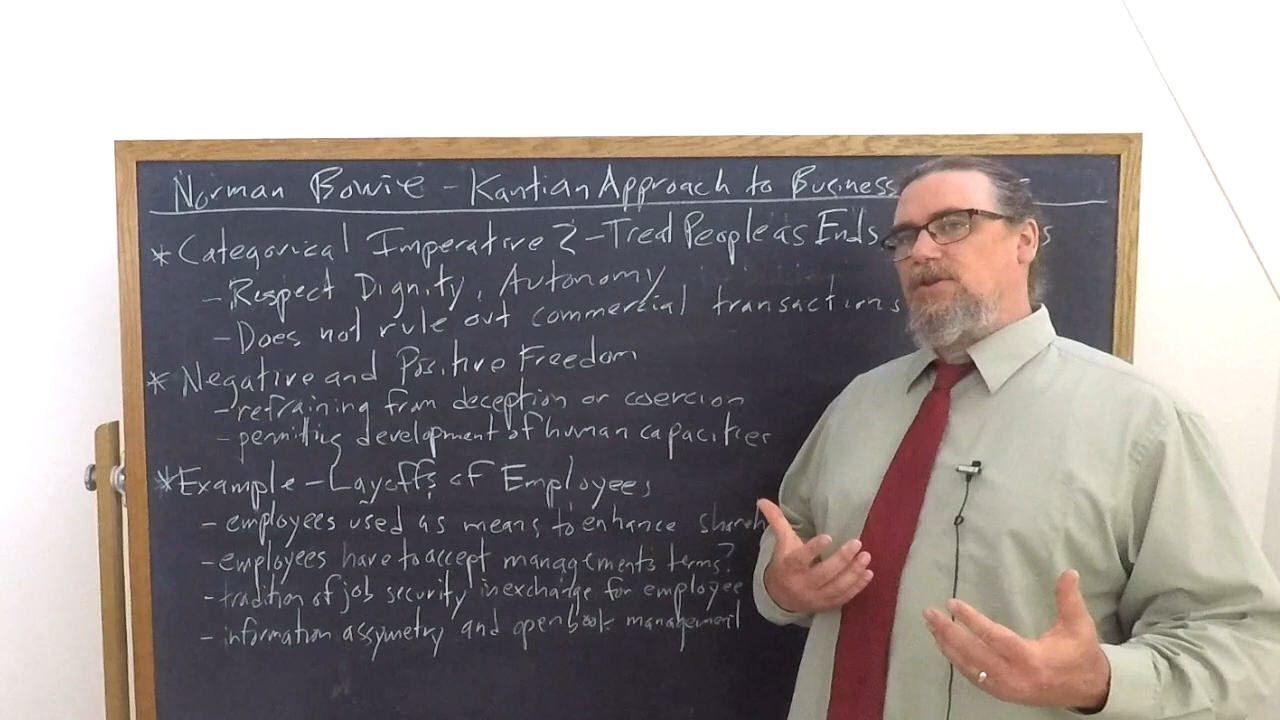 Norman Bowie - Kantian Approach to Business
* Categorical Imperative 2 - Treat People as Ends
- Respect Dignity, Autonomy
- Does not rule out commercial transactions
* Negative and Positive Freedom
- refraining from deception or coercion
- permitting development of human capacities
* Example - Layoffs of Employees
- employees used as means to enhance shareh
- employees have to accept managements terms?
- tradition of job security in exchange for employee
- information assymetry and open book management